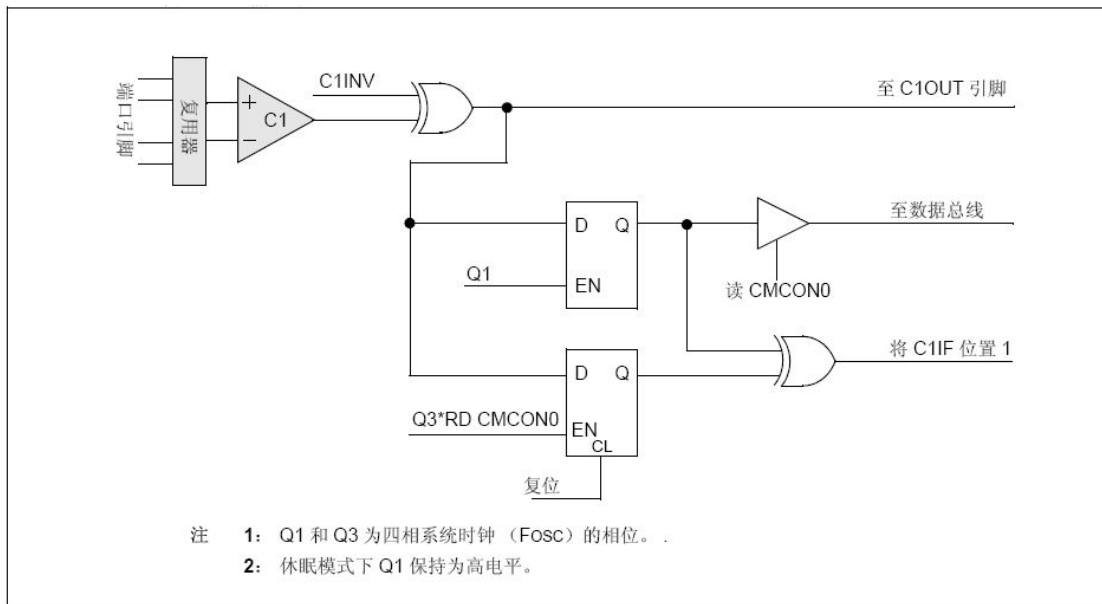 端口引脚
复用器
+
C1
−
C1INV
至 C1OUT 引脚
D Q
Q1
EN
至数据总线
读 CMCON0
将 C1IF 位置 1
D Q
Q3*RD CMCON0
EN
CL
复位
注 1: Q1 和 Q3 为四相系统时钟 （FOSC）的相位。 .
2: 休眠模式下 Q1 保持为高电平。